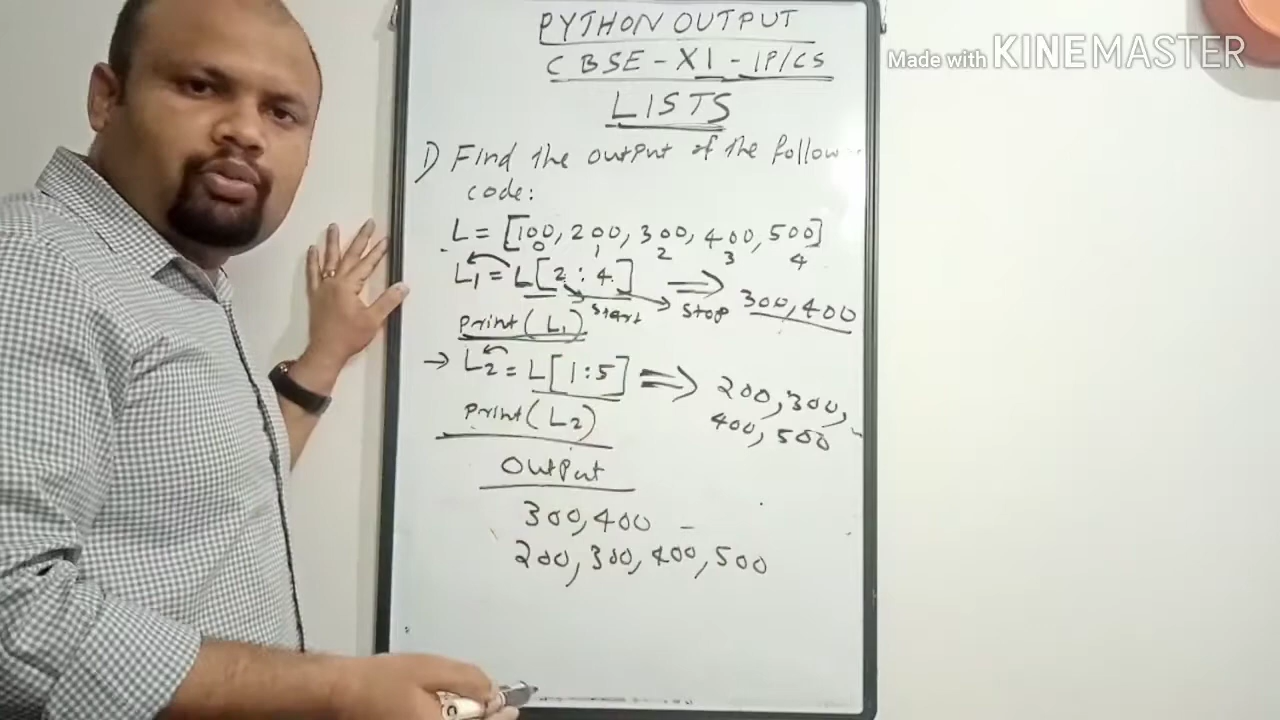 Made with KINEMASTER
PYTHON OUTPUT
CBSE - XI - IP/CS
LISTS
1) Find the output of the follow
code:
L = [100, 200, 300, 400, 500]
0 1 2 3 4
L1 = L[2:4] ⇒ 300,400
start stop
print(L1)
→ L2 = L[1:5] ⇒ 200,300,
400,500
print(L2)
Output
300,400 -
200,300,400,500